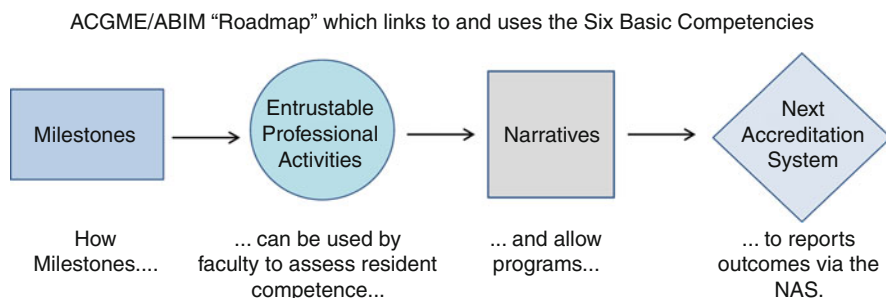 ACGME/ABIM “Roadmap” which links to and uses the Six Basic Competencies
Milestones
Entrustable
Professional
Activities
Narratives
Next
Accreditation
System
How
Milestones....
... can be used by
faculty to assess resident
competence...
... and allow
programs...
... to reports
outcomes via the
NAS.